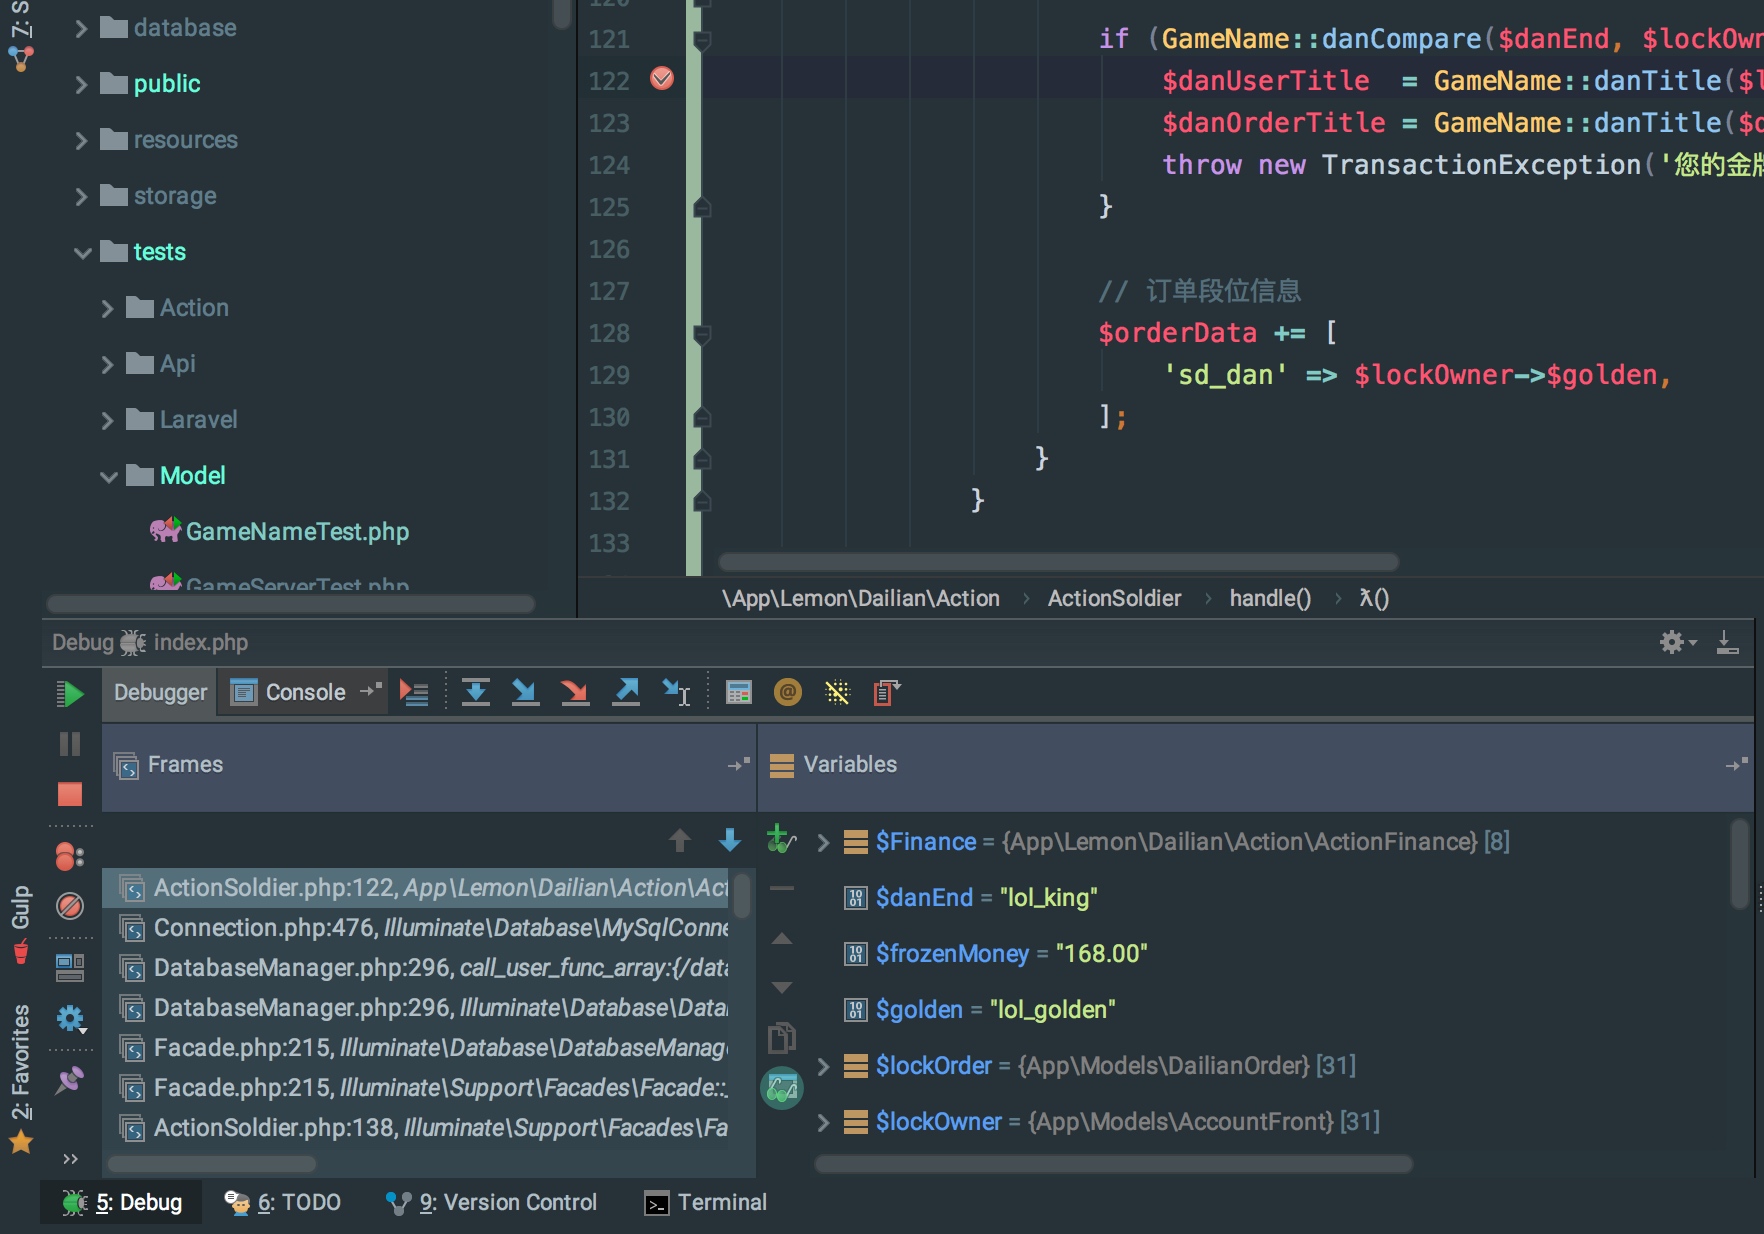 7: S
database
public
resources
storage
tests
Action
Api
Laravel
Model
GameNameTest.php
GameServerTest.php
120
121 if (GameName::danCompare($danEnd, $lockOwn
122 $danUserTitle = GameName::danTitle($l
123 $danOrderTitle = GameName::danTitle($o
124 throw new TransactionException('您的金牌
125 }
126
127 // 订单段位信息
128 $orderData += [
129 'sd_dan' => $lockOwner->$golden,
130 ];
131 }
132 }
133
\App\Lemon\Dailian\Action › ActionSoldier › handle() › λ()
Debug index.php
Debugger Console
Frames
Variables
ActionSoldier.php:122, App\Lemon\Dailian\Action\Act
Connection.php:476, Illuminate\Database\MySqlConne
DatabaseManager.php:296, call_user_func_array:{/data
DatabaseManager.php:296, Illuminate\Database\Data
Facade.php:215, Illuminate\Database\DatabaseManag
Facade.php:215, Illuminate\Support\Facades\Facade::
ActionSoldier.php:138, Illuminate\Support\Facades\Fa
$Finance = {App\Lemon\Dailian\Action\ActionFinance} [8]
$danEnd = "lol_king"
$frozenMoney = "168.00"
$golden = "lol_golden"
$lockOrder = {App\Models\DailianOrder} [31]
$lockOwner = {App\Models\AccountFront} [31]
Gulp
2: Favorites
5: Debug
6: TODO
9: Version Control
Terminal